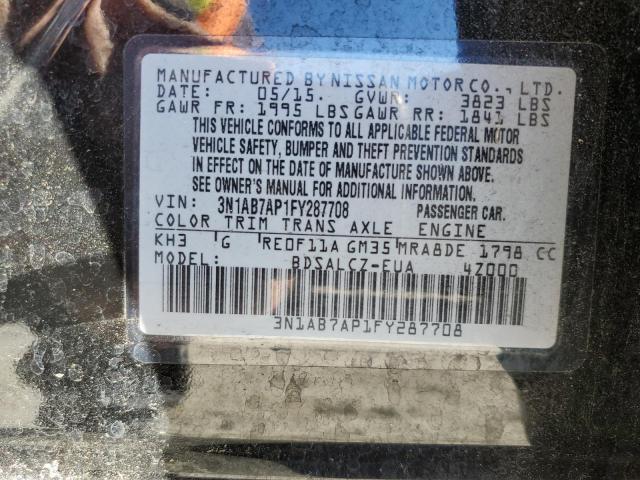 MANUFACTURED BY NISSAN MOTOR CO., LTD.
DATE: 05/15. GVWR: 3823 LBS
GAWR FR: 1995 LBS GAWR RR: 1841 LBS
THIS VEHICLE CONFORMS TO ALL APPLICABLE FEDERAL MOTOR
VEHICLE SAFETY, BUMPER AND THEFT PREVENTION STANDARDS
IN EFFECT ON THE DATE OF MANUFACTURE SHOWN ABOVE.
SEE OWNER'S MANUAL FOR ADDITIONAL INFORMATION.
VIN: 3N1AB7AP1FY287708 PASSENGER CAR.
COLOR TRIM TRANS AXLE ENGINE
KH3 G RE0F11A GM35 MRA8DE 1798 CC
MODEL: BDSALCZ-EUA 4Z000
3N1AB7AP1FY287708